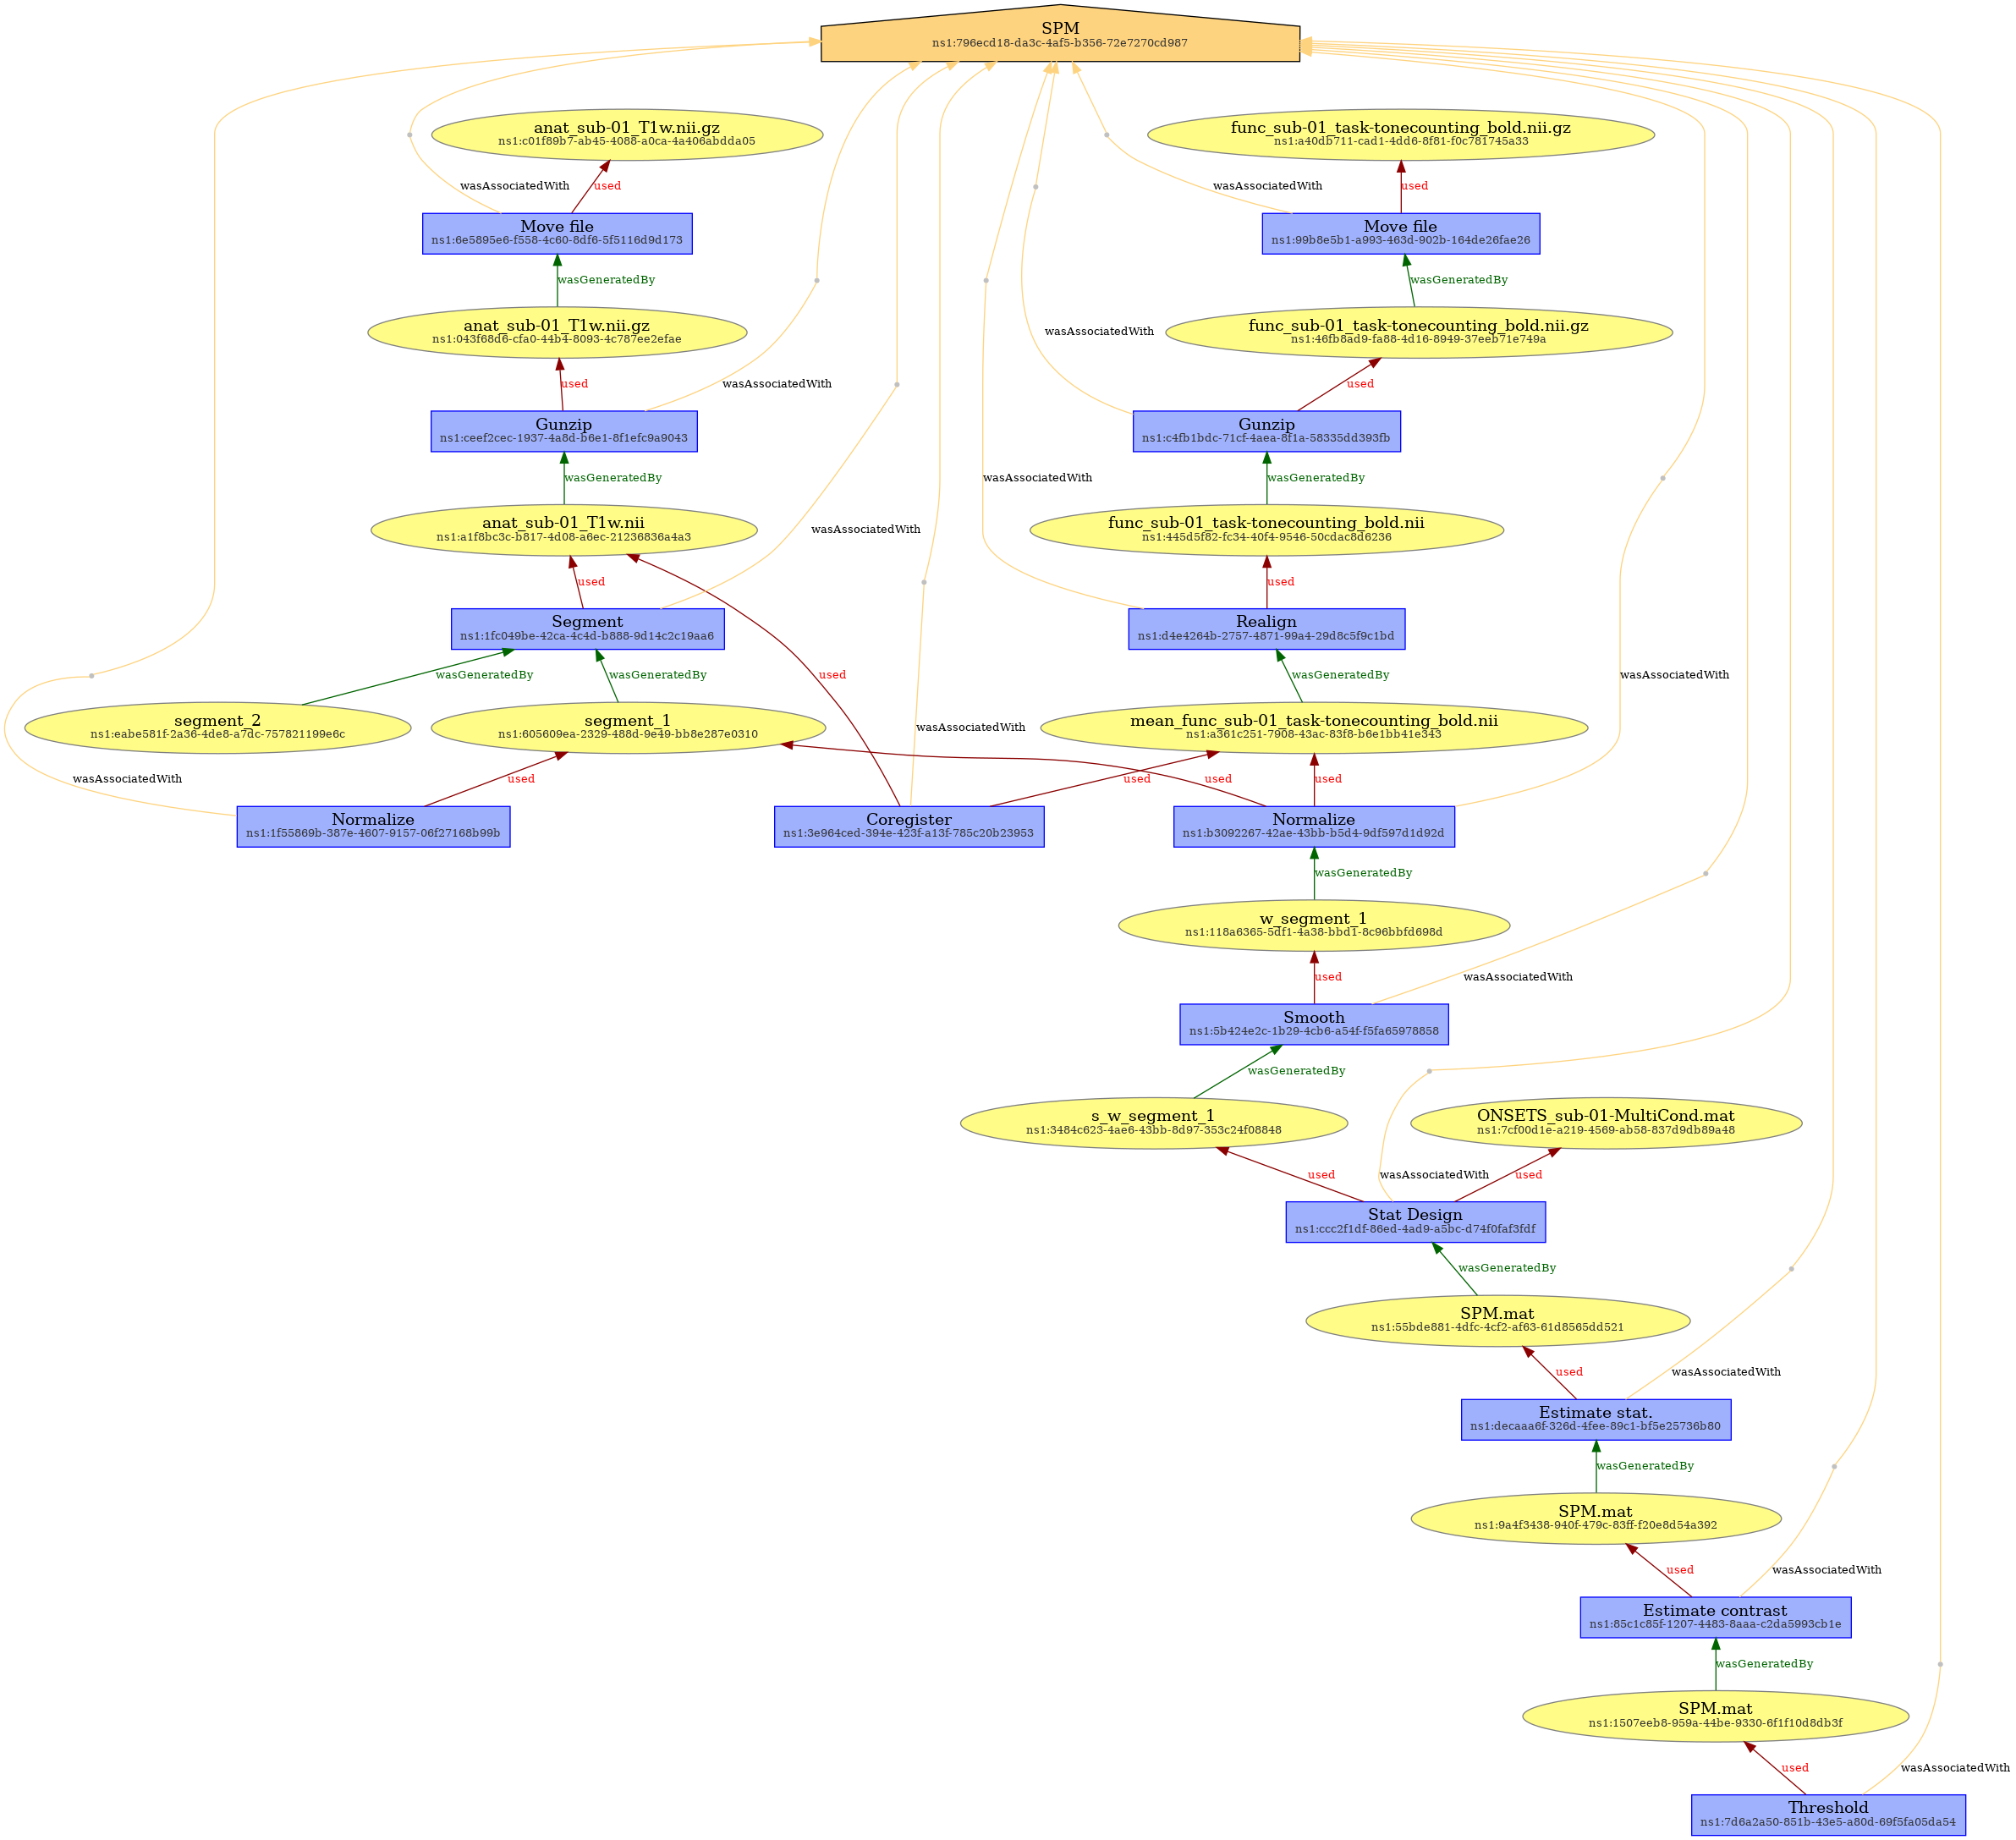 SPM
ns1:796ecd18-da3c-4af5-b356-72e7270cd987
anat_sub-01_T1w.nii.gz
ns1:c01f89b7-ab45-4088-a0ca-4a406abdda05
func_sub-01_task-tonecounting_bold.nii.gz
ns1:a40db711-cad1-4dd6-8f81-f0c781745a33
wasAssociatedWith
used
wasAssociatedWith
used
Move file
ns1:6e5895e6-f558-4c60-8df6-5f5116d9d173
Move file
ns1:99b8e5b1-a993-463d-902b-164de26fae26
wasGeneratedBy
wasGeneratedBy
anat_sub-01_T1w.nii.gz
ns1:043f68d6-cfa0-44b4-8093-4c787ee2efae
wasAssociatedWith
func_sub-01_task-tonecounting_bold.nii.gz
ns1:46fb8ad9-fa88-4d16-8949-37eeb71e749a
used
wasAssociatedWith
used
Gunzip
ns1:ceef2cec-1937-4a8d-b6e1-8f1efc9a9043
Gunzip
ns1:c4fb1bdc-71cf-4aea-8f1a-58335dd393fb
wasGeneratedBy
wasAssociatedWith
wasGeneratedBy
anat_sub-01_T1w.nii
ns1:a1f8bc3c-b817-4d08-a6ec-21236836a4a3
wasAssociatedWith
func_sub-01_task-tonecounting_bold.nii
ns1:445d5f82-fc34-40f4-9546-50cdac8d6236
used
used
Segment
ns1:1fc049be-42ca-4c4d-b888-9d14c2c19aa6
Realign
ns1:d4e4264b-2757-4871-99a4-29d8c5f9c1bd
wasGeneratedBy
wasGeneratedBy
used
wasGeneratedBy
wasAssociatedWith
segment_2
ns1:eabe581f-2a36-4de8-a7dc-757821199e6c
segment_1
ns1:605609ea-2329-488d-9e49-bb8e287e0310
wasAssociatedWith
mean_func_sub-01_task-tonecounting_bold.nii
ns1:a361c251-7908-43ac-83f8-b6e1bb41e343
wasAssociatedWith
used
used
used
used
Normalize
ns1:1f55869b-387e-4607-9157-06f27168b99b
Coregister
ns1:3e964ced-394e-423f-a13f-785c20b23953
Normalize
ns1:b3092267-42ae-43bb-b5d4-9df597d1d92d
wasGeneratedBy
w_segment_1
ns1:118a6365-5df1-4a38-bbd1-8c96bbfd698d
used
wasAssociatedWith
Smooth
ns1:5b424e2c-1b29-4cb6-a54f-f5fa65978858
wasGeneratedBy
s_w_segment_1
ns1:3484c623-4ae6-43bb-8d97-353c24f08848
ONSETS_sub-01-MultiCond.mat
ns1:7cf00d1e-a219-4569-ab58-837d9db89a48
used
wasAssociatedWith
used
Stat Design
ns1:ccc2f1df-86ed-4ad9-a5bc-d74f0faf3fdf
wasGeneratedBy
SPM.mat
ns1:55bde881-4dfc-4cf2-af63-61d8565dd521
used
wasAssociatedWith
Estimate stat.
ns1:decaaa6f-326d-4fee-89c1-bf5e25736b80
wasGeneratedBy
SPM.mat
ns1:9a4f3438-940f-479c-83ff-f20e8d54a392
used
wasAssociatedWith
Estimate contrast
ns1:85c1c85f-1207-4483-8aaa-c2da5993cb1e
wasGeneratedBy
SPM.mat
ns1:1507eeb8-959a-44be-9330-6f1f10d8db3f
used
wasAssociatedWith
Threshold
ns1:7d6a2a50-851b-43e5-a80d-69f5fa05da54